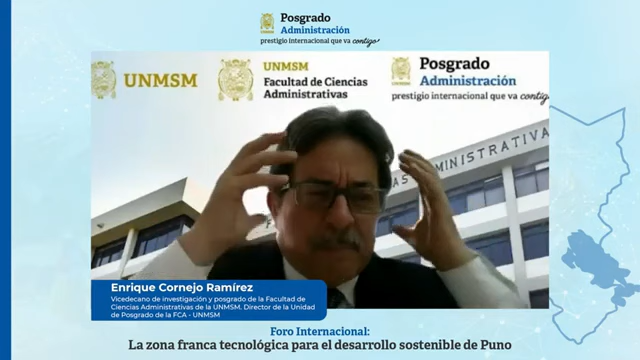 Posgrado
Administración
prestigio internacional que va contigo
UNMSM
UNMSM
Facultad de Ciencias
Administrativas
Posgrado
Administración
prestigio internacional que va contigo
AS ADMINISTRATIVA
Enrique Cornejo Ramírez
Vicedecano de investigación y posgrado de la Facultad de
Ciencias Administrativas de la UNMSM. Director de la Unidad
de Posgrado de la FCA - UNMSM
Foro Internacional:
La zona franca tecnológica para el desarrollo sostenible de Puno